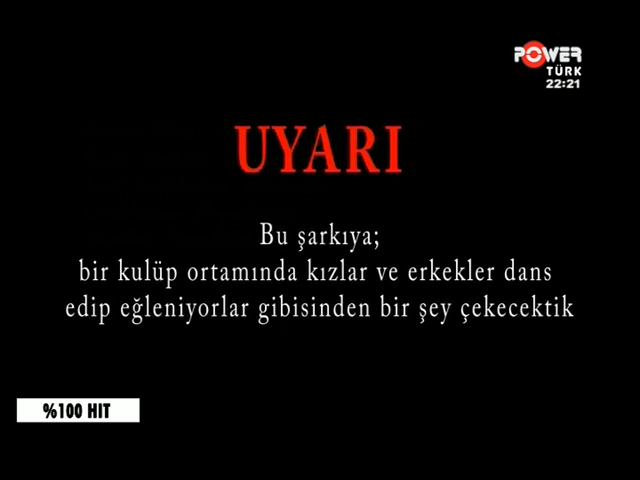 POWER
TÜRK
22:21
UYARI
Bu şarkıya;
bir kulüp ortamında kızlar ve erkekler dans
edip eğleniyorlar gibisinden bir şey çekecektik
%100 HIT